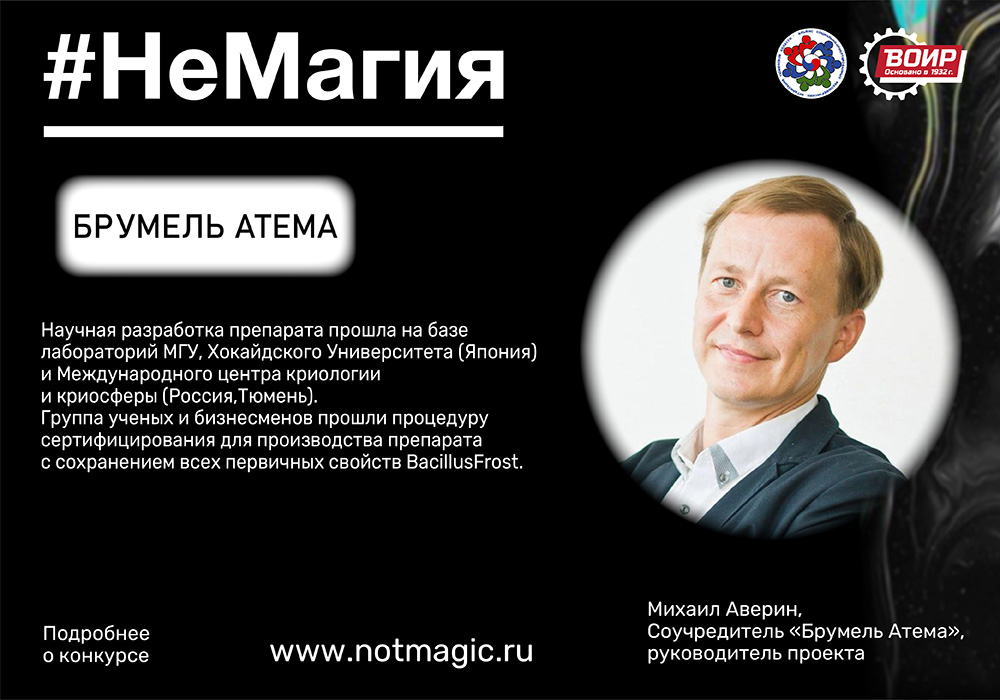 #НеМагия
ВОИР
Основано в 1932 г.
БРУМЕЛЬ АТЕМА
Научная разработка препарата прошла на базе
лабораторий МГУ, Хокайдского Университета (Япония)
и Международного центра криологии
и криосферы (Россия,Тюмень).
Группа ученых и бизнесменов прошли процедуру
сертифицирования для производства препарата
с сохранением всех первичных свойств BacillusFrost.
Михаил Аверин,
Соучредитель «Брумель Атема»,
руководитель проекта
Подробнее
о конкурсе
www.notmagic.ru